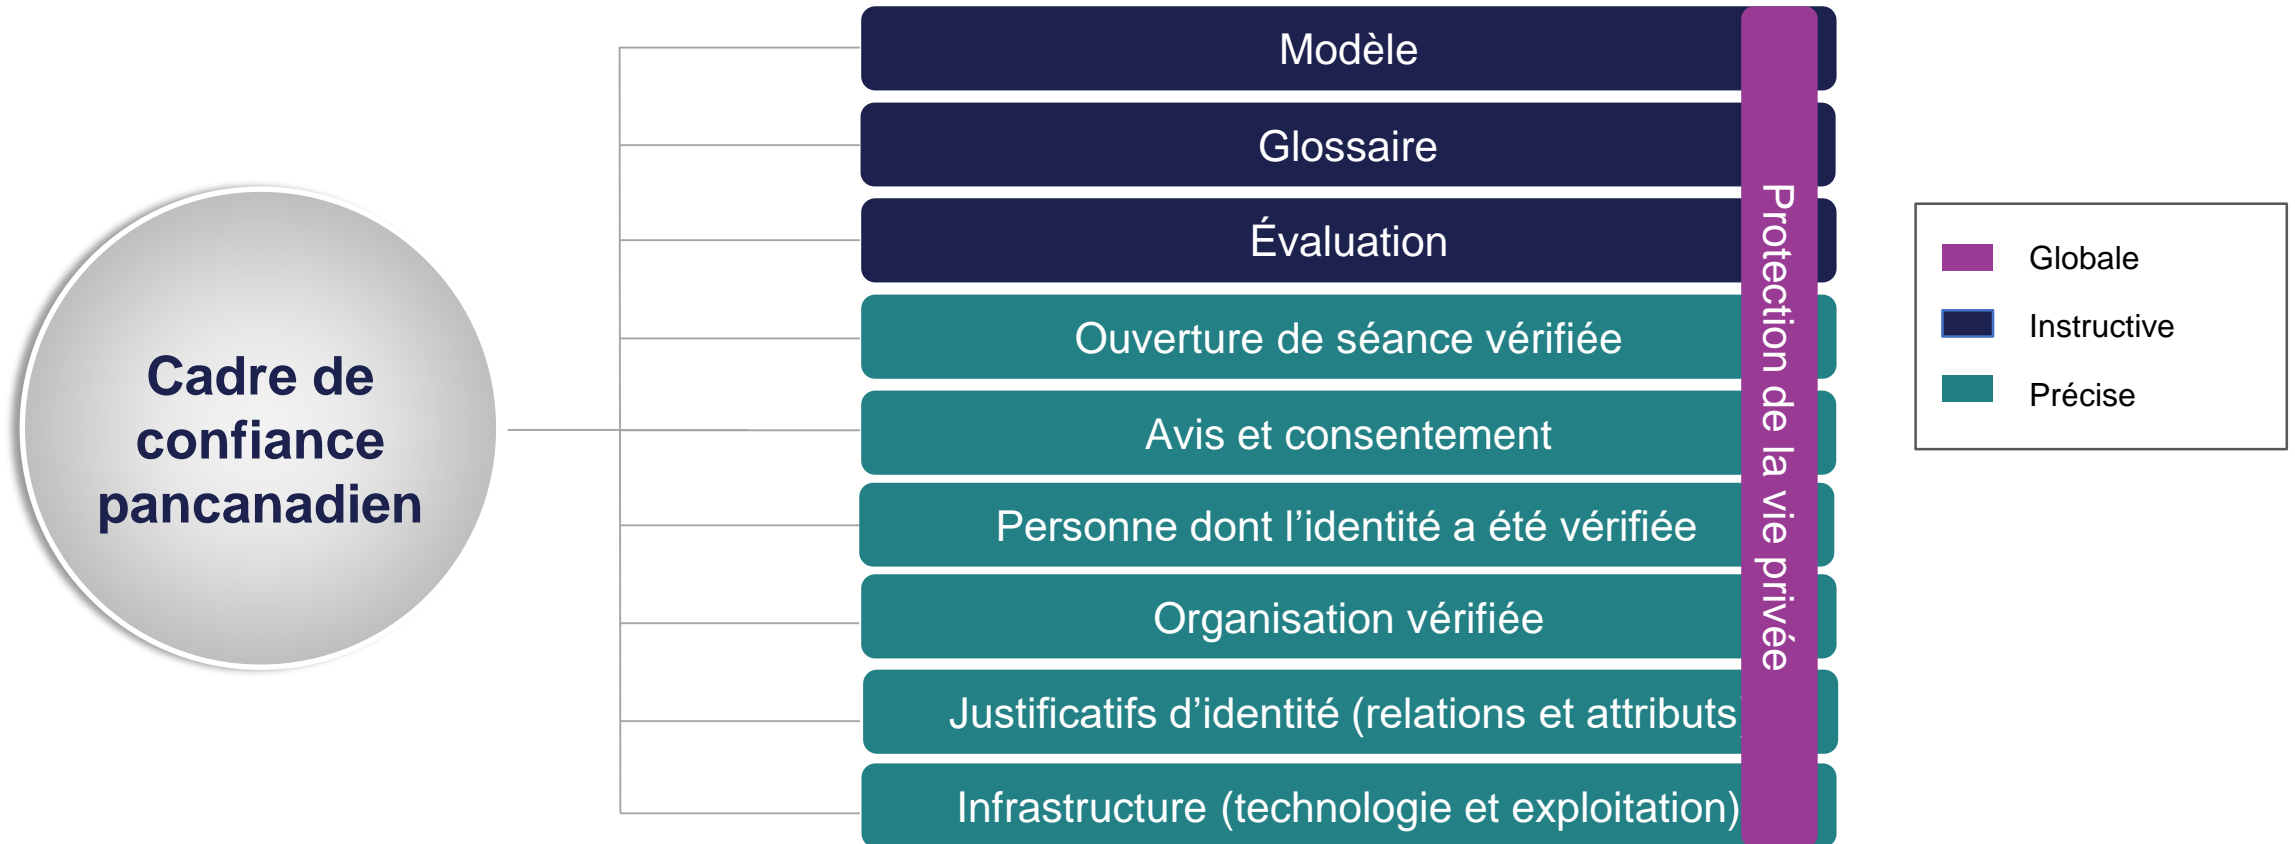 Cadre de
confiance
pancanadien
Modèle
Glossaire
Évaluation
Ouverture de séance vérifiée
Avis et consentement
Personne dont l’identité a été vérifiée
Organisation vérifiée
Justificatifs d’identité (relations et attributs)
Infrastructure (technologie et exploitation)
Protection de la vie privée
Globale
Instructive
Précise